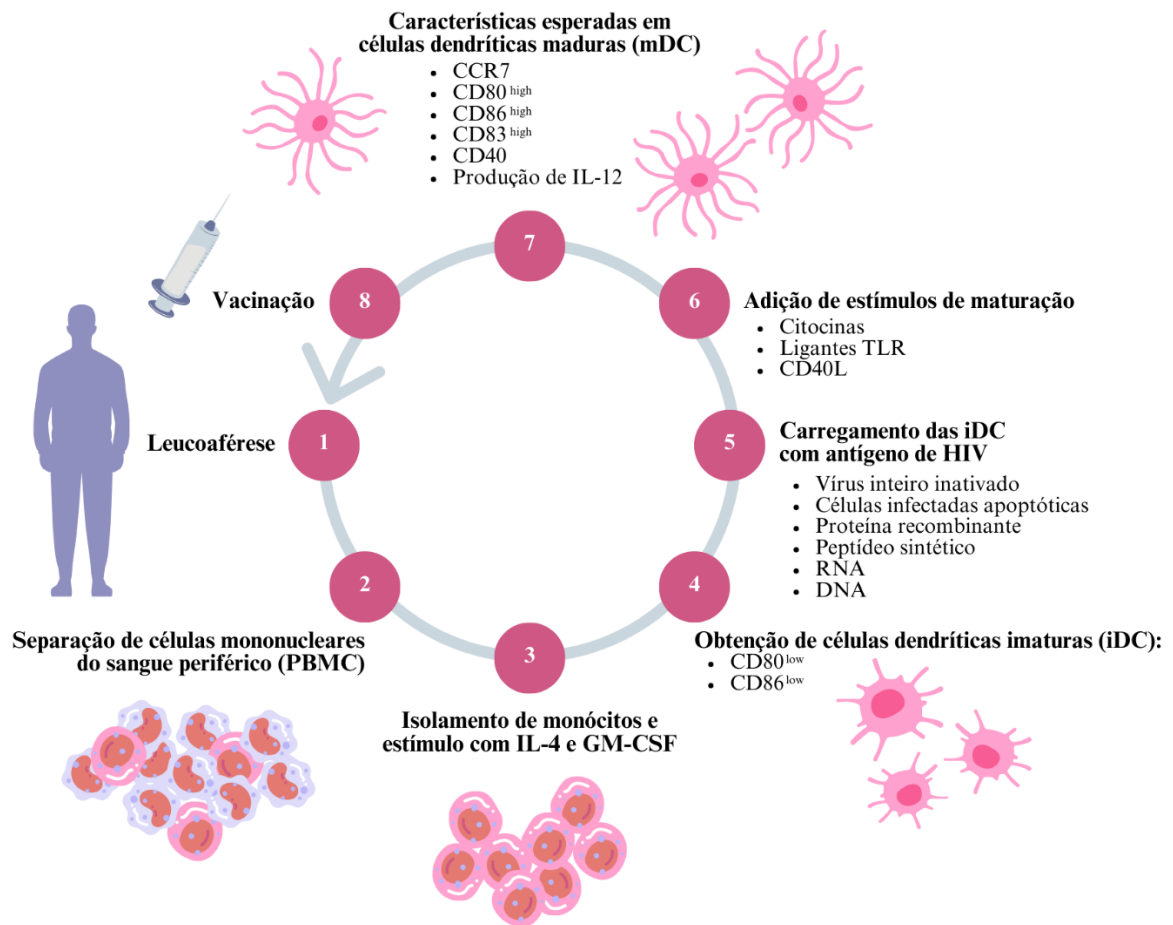 Características esperadas em
células dendríticas maduras (mDC)
• CCR7
• CD80 high
• CD86 high
• CD83 high
• CD40
• Produção de IL-12
7
8
Vacinação
6
Adição de estímulos de maturação
• Citocinas
• Ligantes TLR
• CD40L
Leucoaférese
1
5
Carregamento das iDC
com antígeno de HIV
• Vírus inteiro inativado
• Células infectadas apoptóticas
• Proteína recombinante
• Peptídeo sintético
• RNA
• DNA
2
Separação de células mononucleares
do sangue periférico (PBMC)
3
Isolamento de monócitos e
estímulo com IL-4 e GM-CSF
4
Obtenção de células dendríticas imaturas (iDC):
• CD80 low
• CD86 low